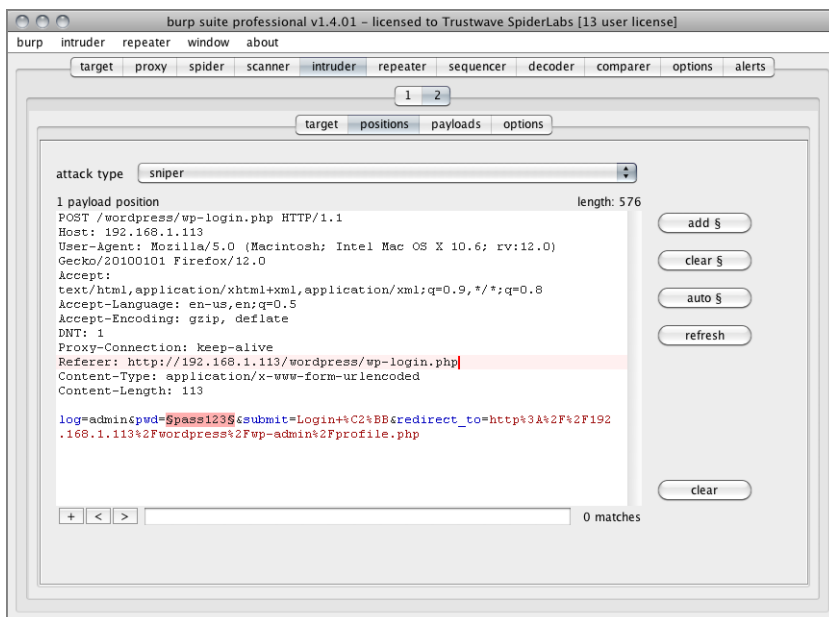 burp suite professional v1.4.01 – licensed to Trustwave SpiderLabs [13 user license]
burp intruder repeater window about
target proxy spider scanner intruder repeater sequencer decoder comparer options alerts
1 2
target positions payloads options
attack type sniper
1 payload position length: 576
POST /wordpress/wp-login.php HTTP/1.1
Host: 192.168.1.113
User-Agent: Mozilla/5.0 (Macintosh; Intel Mac OS X 10.6; rv:12.0)
Gecko/20100101 Firefox/12.0
Accept:
text/html,application/xhtml+xml,application/xml;q=0.9,*/*;q=0.8
Accept-Language: en-us,en;q=0.5
Accept-Encoding: gzip, deflate
DNT: 1
Proxy-Connection: keep-alive
Referer: http://192.168.1.113/wordpress/wp-login.php
Content-Type: application/x-www-form-urlencoded
Content-Length: 113
log=admin&pwd=§pass123§&submit=Login+%C2%BB&redirect_to=http%3A%2F%2F192
.168.1.113%2Fwordpress%2Fwp-admin%2Fprofile.php
add §
clear §
auto §
refresh
clear
+ < > 0 matches